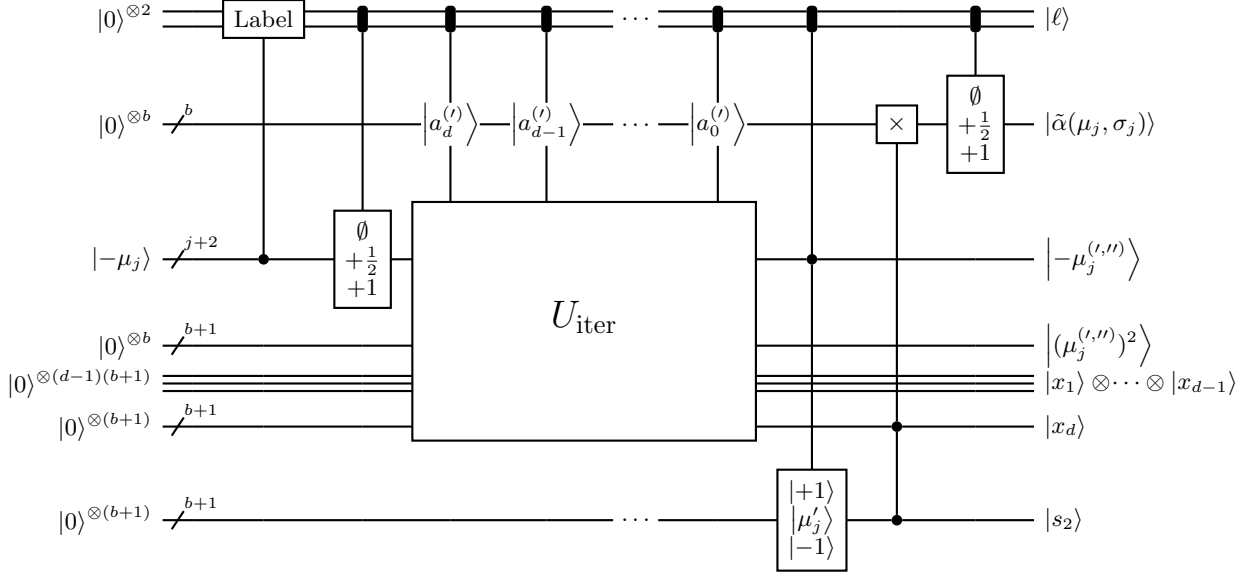 |0⟩^{⊗2} Label ⋯ |ℓ⟩
|0⟩^{⊗b} b |a_d^{(′)}⟩ |a_{d−1}^{(′)}⟩ ⋯ |a_0^{(′)}⟩ × ∅ +1/2 +1 |α̃(μ_j, σ_j)⟩
|−μ_j⟩ j+2 ∅ +1/2 +1 |−μ_j^{(′,″)}⟩
U_iter
|0⟩^{⊗b} b+1 |(μ_j^{(′,″)})^2⟩
|0⟩^{⊗(d−1)(b+1)} |x_1⟩ ⊗ ⋯ ⊗ |x_{d−1}⟩
|0⟩^{⊗(b+1)} b+1 |x_d⟩
|0⟩^{⊗(b+1)} b+1 ⋯ |+1⟩ |μ′_j⟩ |−1⟩ |s_2⟩